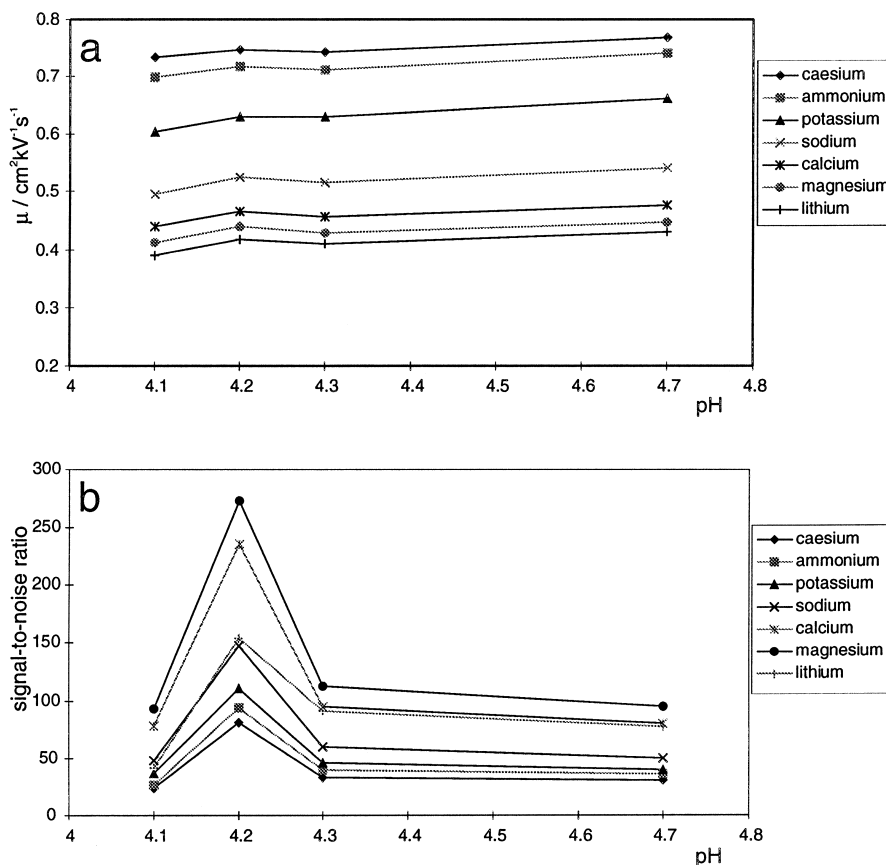 a
0.8
0.7
0.6
0.5
0.4
0.3
0.2
μ / cm²kV⁻¹s⁻¹
4
4.1
4.2
4.3
4.4
4.5
4.6
4.7
4.8
pH
caesium
ammonium
potassium
sodium
calcium
magnesium
lithium
b
300
250
200
150
100
50
0
signal-to-noise ratio
4
4.1
4.2
4.3
4.4
4.5
4.6
4.7
4.8
pH
caesium
ammonium
potassium
sodium
calcium
magnesium
lithium